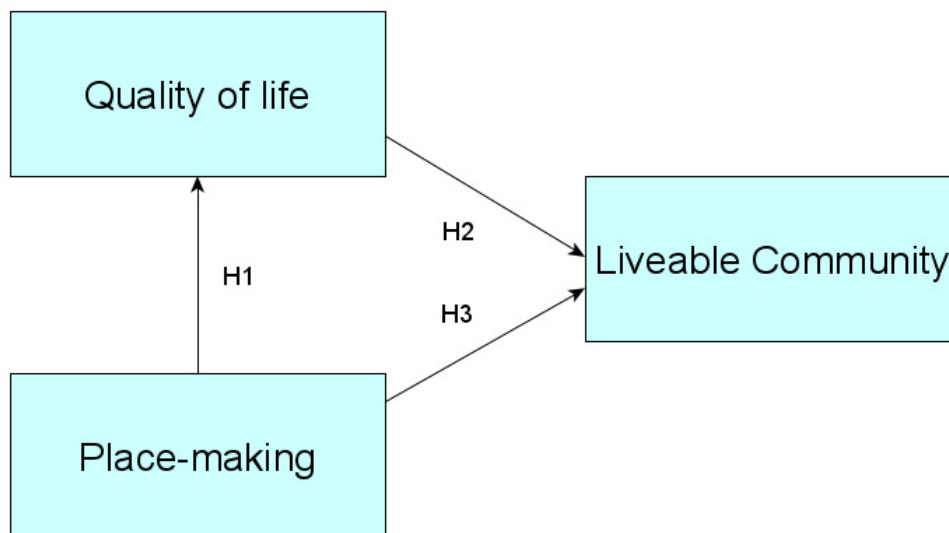 Quality of life
H2
Liveable Community
H1
H3
Place-making